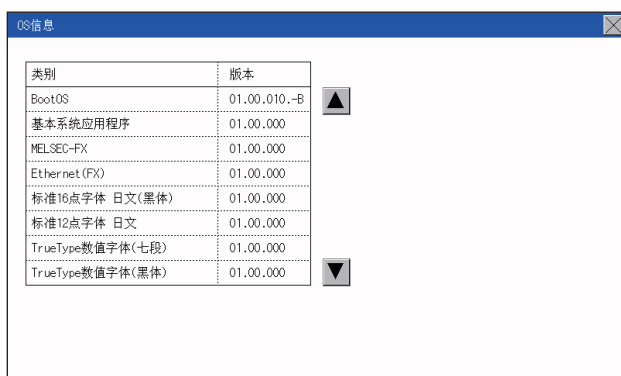 OS信息
类别 版本
BootOS 01.00.010.-B
基本系统应用程序 01.00.000
MELSEC-FX 01.00.000
Ethernet(FX) 01.00.000
标准16点字体 日文(黑体) 01.00.000
标准12点字体 日文 01.00.000
TrueType数值字体(七段) 01.00.000
TrueType数值字体(黑体) 01.00.000